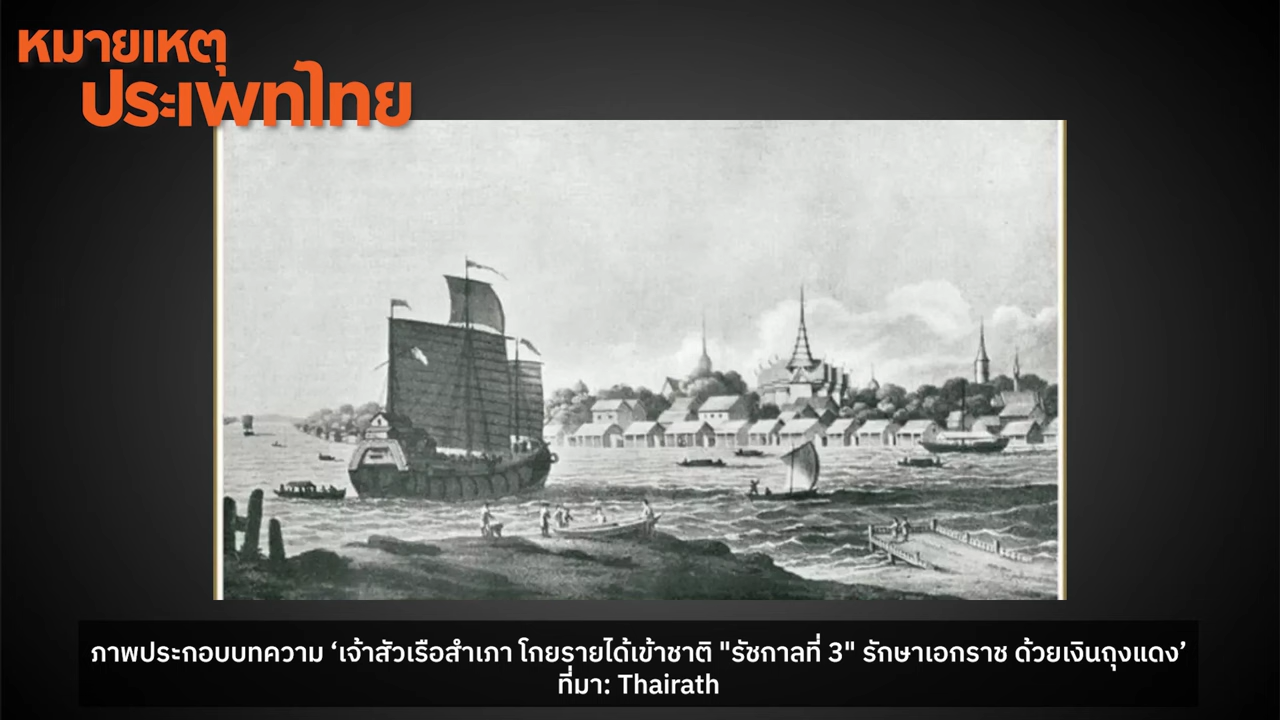 หมายเหตุ
ประเพทไทย
ภาพประกอบบทความ ‘เจ้าสัวเรือสำเภา โกยรายได้เข้าชาติ "รัชกาลที่ 3" รักษาเอกราช ด้วยเงินถุงแดง’
ที่มา: Thairath